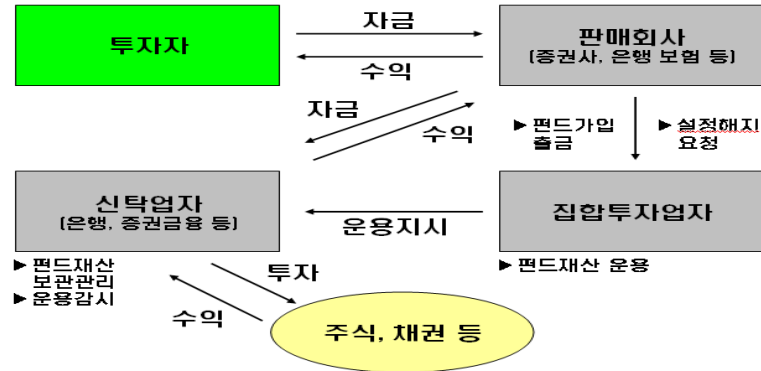 투자자
자금
수익
판매회사
(증권사, 은행 보험 등)
자금
수익
▶ 펀드가입
출금
▶ 설정해지
요청
신탁업자
(은행, 증권금융 등)
운용지시
집합투자업자
▶ 펀드재산
보관관리
▶ 운용감시
투자
수익
▶ 펀드재산 운용
주식, 채권 등